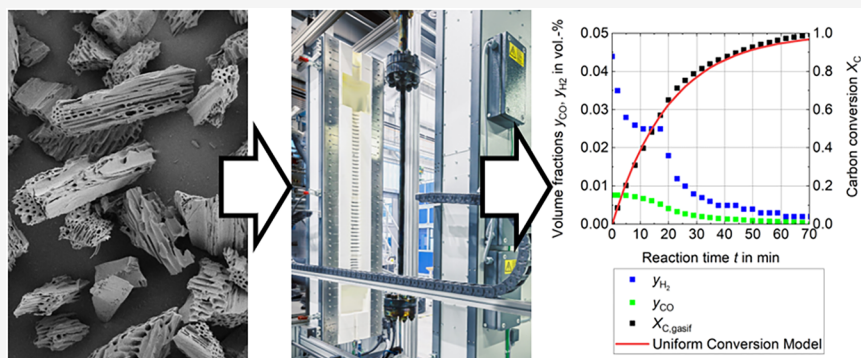 0.05
0.04
0.03
0.02
0.01
0.00
Volume fractions yCO, yH2 in vol.-%
1.0
0.8
0.6
0.4
0.2
0.0
Carbon conversion XC
0 10 20 30 40 50 60 70
Reaction time t in min
yH2
yCO
XC,gasif
Uniform Conversion Model